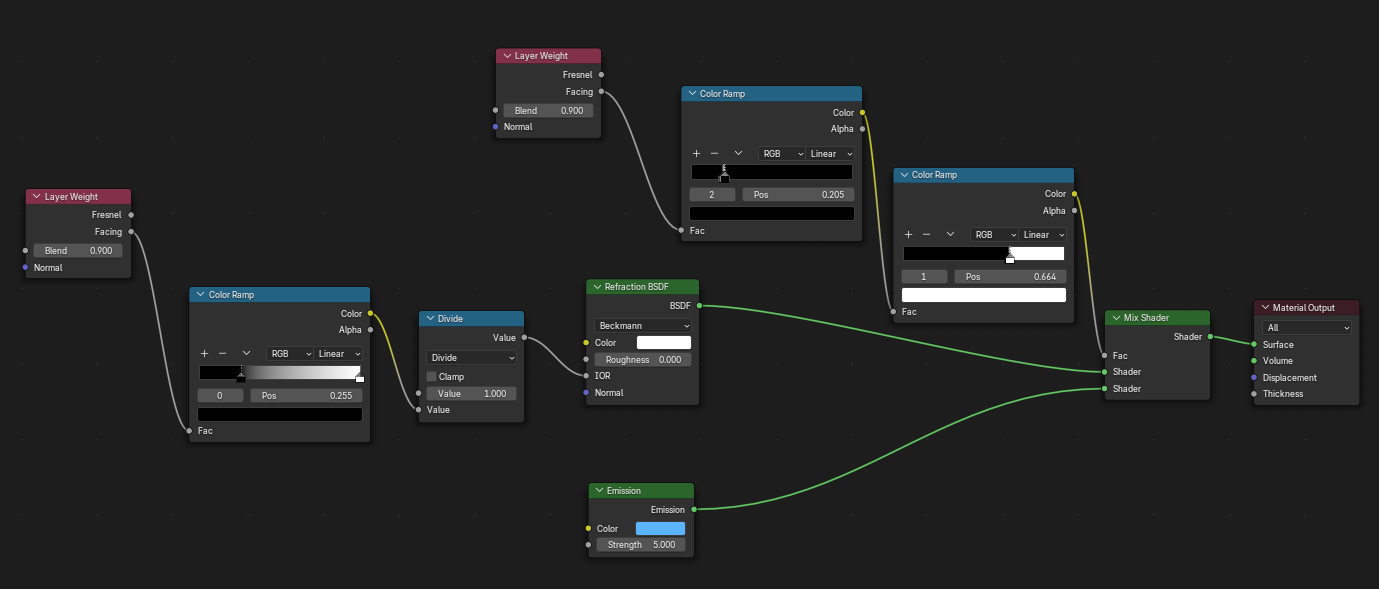 Layer Weight
Fresnel
Facing
Blend 0.900
Normal
Color Ramp
Color
Alpha
RGB Linear
2 Pos 0.205
Fac
Color Ramp
Color
Alpha
RGB Linear
1 Pos 0.664
Fac
Layer Weight
Fresnel
Facing
Blend 0.900
Normal
Color Ramp
Color
Alpha
RGB Linear
0 Pos 0.255
Fac
Divide
Value
Divide
Clamp
Value 1.000
Value
Refraction BSDF
BSDF
Beckmann
Color
Roughness 0.000
IOR
Normal
Emission
Emission
Color
Strength 5.000
Mix Shader
Shader
Fac
Shader
Shader
Material Output
All
Surface
Volume
Displacement
Thickness